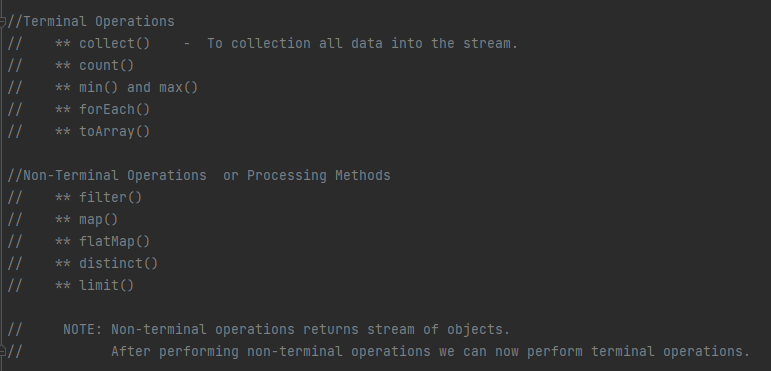 //Terminal Operations
//    ** collect()    -  To collection all data into the stream.
//    ** count()
//    ** min() and max()
//    ** forEach()
//    ** toArray()
//Non-Terminal Operations  or Processing Methods
//    ** filter()
//    ** map()
//    ** flatMap()
//    ** distinct()
//    ** limit()
//     NOTE: Non-terminal operations returns stream of objects.
//           After performing non-terminal operations we can now perform terminal operations.